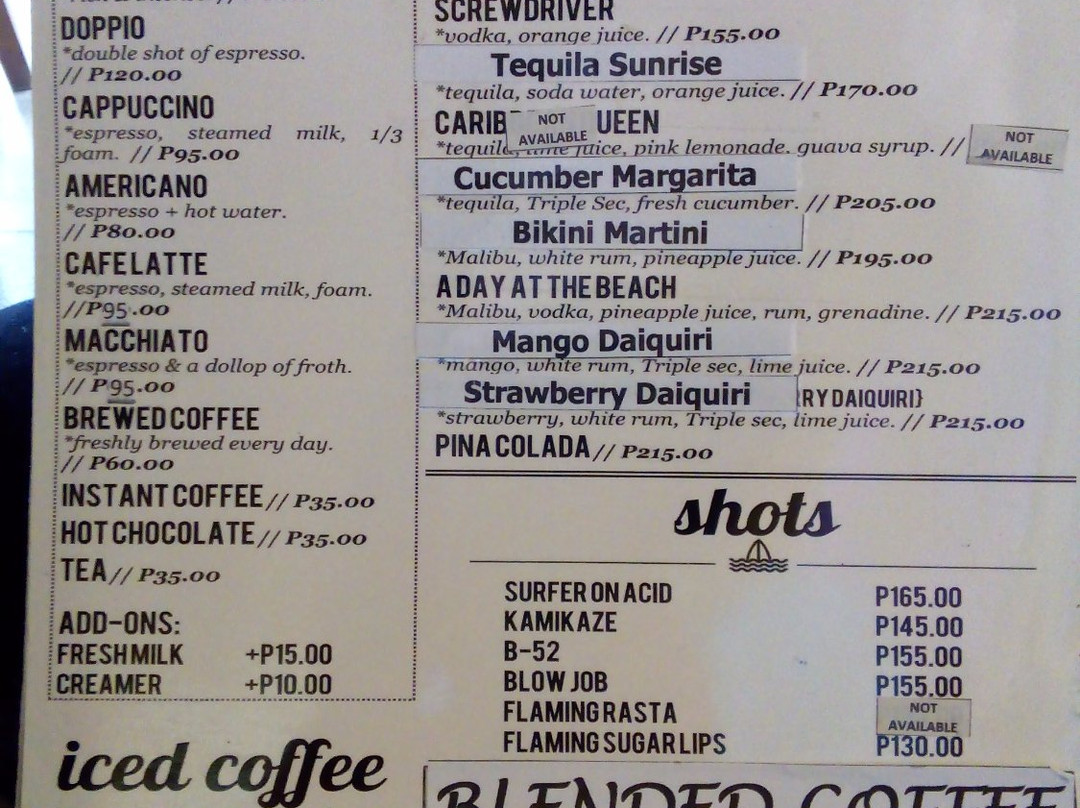 DOPPIO
*double shot of espresso.
// P120.00
CAPPUCCINO
*espresso, steamed milk, 1/3
foam. // P95.00
AMERICANO
*espresso + hot water.
// P80.00
CAFE LATTE
*espresso, steamed milk, foam.
//P95.00
MACCHIATO
*espresso & a dollop of froth.
// P95.00
BREWED COFFEE
*freshly brewed every day.
// P60.00
INSTANT COFFEE // P35.00
HOT CHOCOLATE // P35.00
TEA // P35.00
ADD-ONS:
FRESH MILK +P15.00
CREAMER +P10.00
iced coffee
SCREWDRIVER
*vodka, orange juice. // P155.00
Tequila Sunrise
*tequila, soda water, orange juice. // P170.00
CARIB NOT AVAILABLE UEEN
juice, pink lemonade. guava syrup. // NOT AVAILABLE
Cucumber Margarita
*tequila, Triple Sec, fresh cucumber. // P205.00
Bikini Martini
*Malibu, white rum, pineapple juice. // P195.00
A DAY AT THE BEACH
*Malibu, vodka, pineapple juice, rum, grenadine. // P215.00
Mango Daiquiri
*mango, white rum, Triple sec, lime juice. // P215.00
Strawberry Daiquiri RY DAIQUIRI}
*strawberry, white rum, Triple sec, lime juice. // P215.00
PINA COLADA // P215.00
shots
SURFER ON ACID P165.00
KAMIKAZE P145.00
B-52 P155.00
BLOW JOB P155.00
FLAMING RASTA NOT AVAILABLE
FLAMING SUGAR LIPS P130.00
BLENDED COFFEE